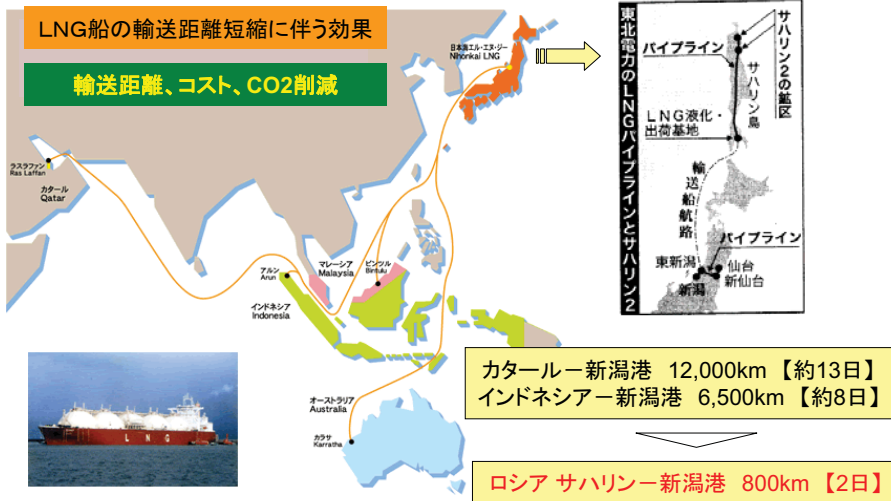 LNG船の輸送距離短縮に伴う効果
輸送距離、コスト、CO2削減
日本海エル・エヌ・ジー
Nihonkai LNG
ラスラファン
Ras Laffan
カタール
Qatar
アルン
Arun
マレーシア
Malaysia
ビンツル
Bintulu
インドネシア
Indonesia
オーストラリア
Australia
カラサ
Karratha
LNG
東北電力のLNGパイプラインとサハリン2
パイプライン
サハリン2の鉱区
サハリン島
LNG液化・
出荷基地
輸送船航路
パイプライン
東新潟
仙台
新仙台
新潟
カタール－新潟港 12,000km 【約13日】
インドネシア－新潟港 6,500km 【約8日】
ロシア サハリン－新潟港 800km 【2日】